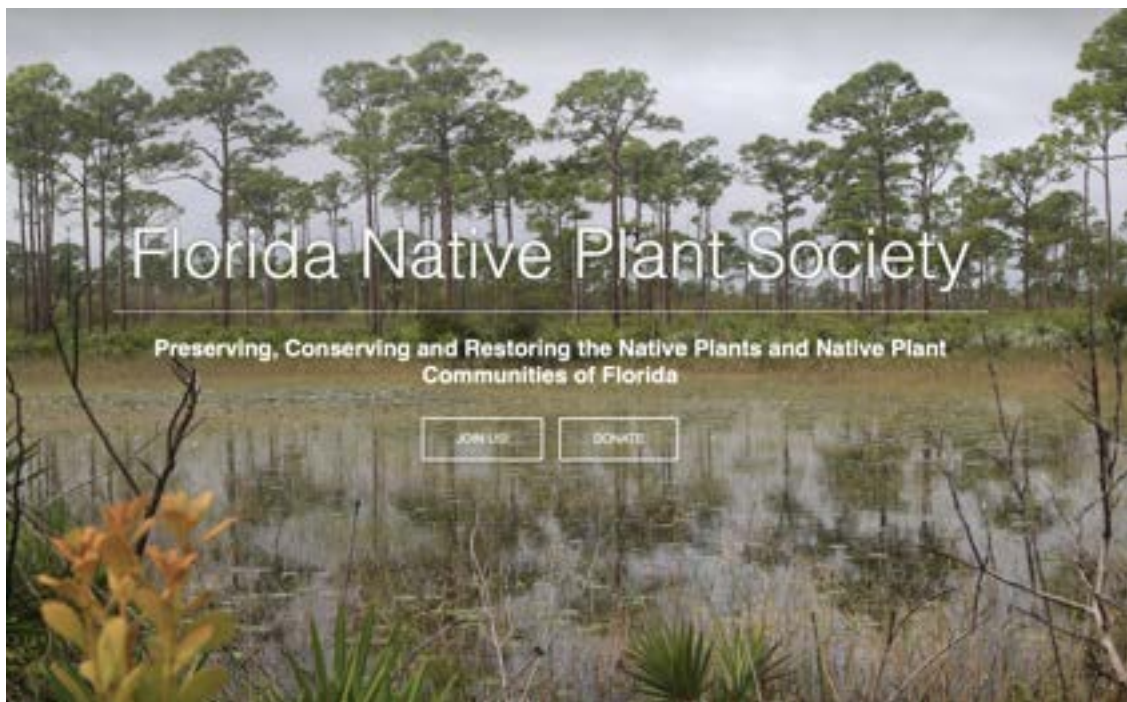 Florida Native Plant Society
Preserving, Conserving and Restoring the Native Plants and Native Plant
Communities of Florida
JOIN US!
DONATE